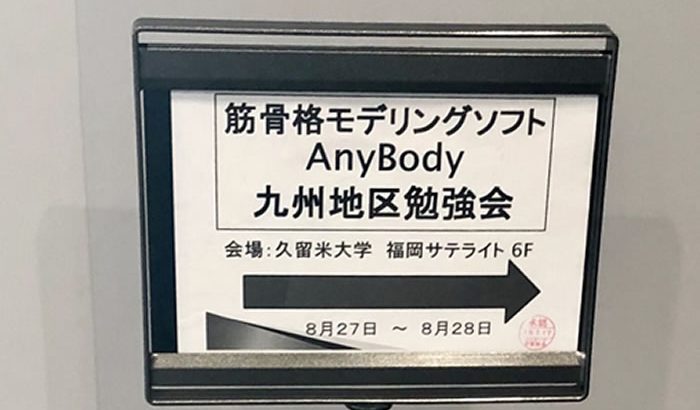 筋骨格モデリングソフト
AnyBody
九州地区勉強会
会場：久留米大学 福岡サテライト 6F
8月27日 ～ 8月28日